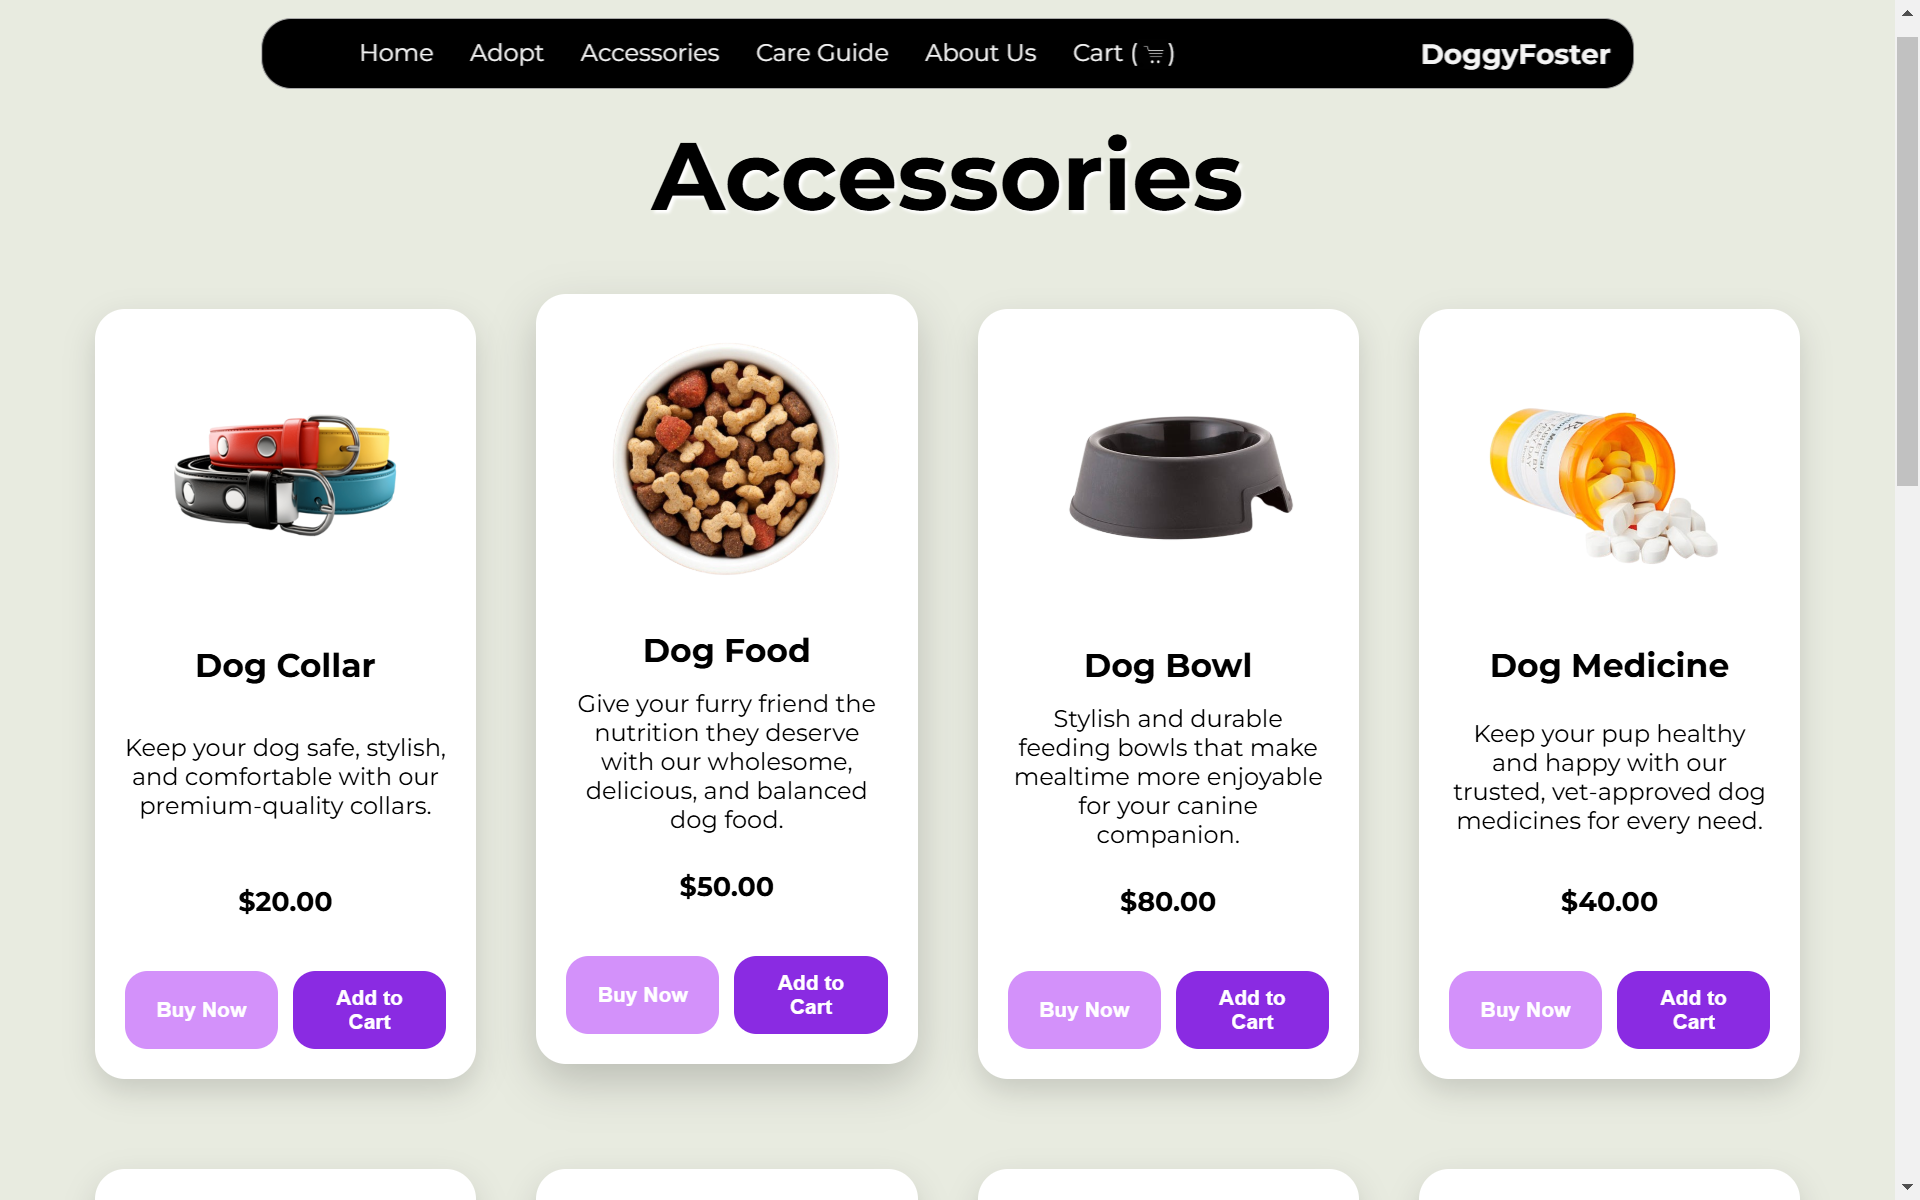 Home Adopt Accessories Care Guide About Us Cart ( 🛒 ) DoggyFoster
Accessories
Dog Collar
Keep your dog safe, stylish,
and comfortable with our
premium-quality collars.
$20.00
Buy Now
Add to
Cart
Dog Food
Give your furry friend the
nutrition they deserve
with our wholesome,
delicious, and balanced
dog food.
$50.00
Buy Now
Add to
Cart
Dog Bowl
Stylish and durable
feeding bowls that make
mealtime more enjoyable
for your canine
companion.
$80.00
Buy Now
Add to
Cart
Dog Medicine
Keep your pup healthy
and happy with our
trusted, vet-approved dog
medicines for every need.
$40.00
Buy Now
Add to
Cart